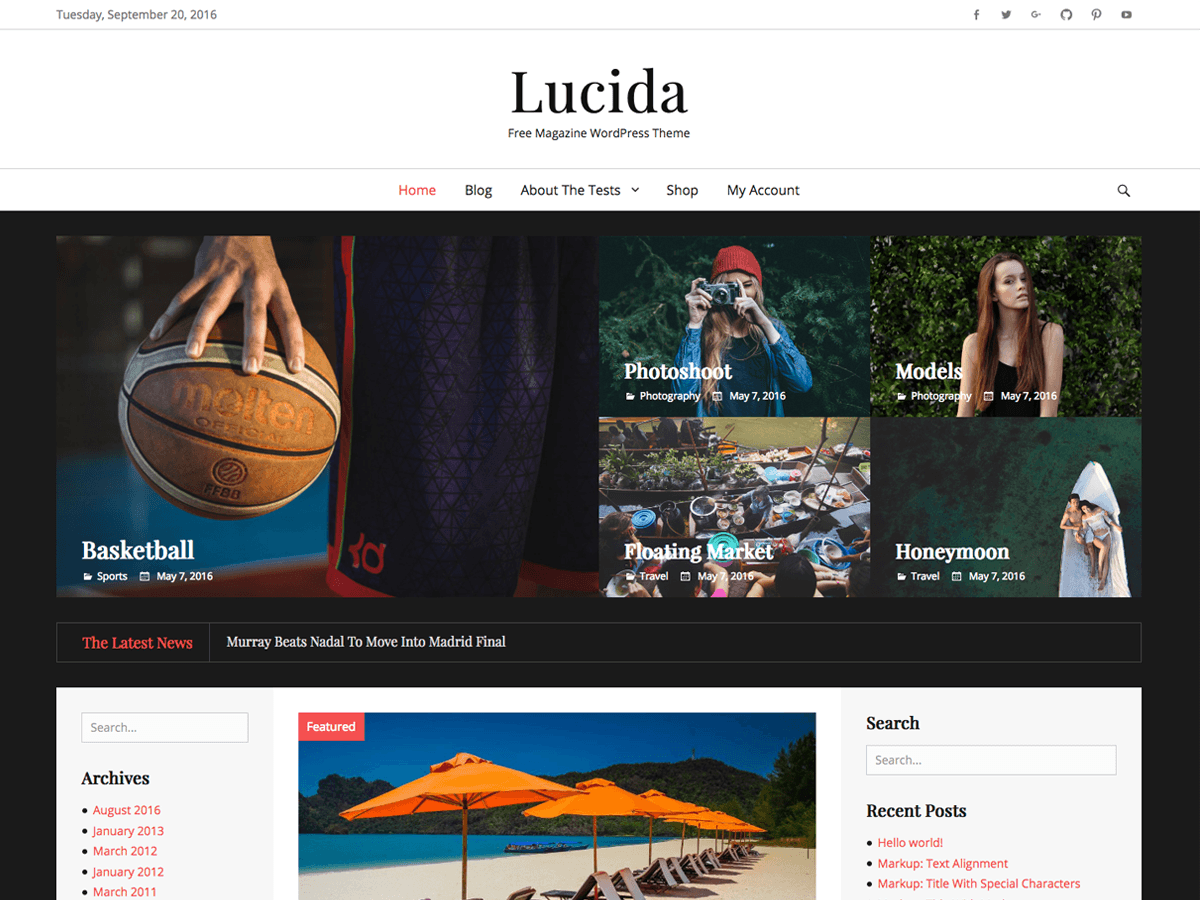 Tuesday, September 20, 2016
Lucida
Free Magazine WordPress Theme
Home Blog About The Tests Shop My Account
molten
OFFICIAL
FFBB
Basketball
Sports May 7, 2016
Photoshoot
Photography May 7, 2016
Models
Photography May 7, 2016
Floating Market
Travel May 7, 2016
Honeymoon
Travel May 7, 2016
The Latest News
Murray Beats Nadal To Move Into Madrid Final
Search...
Archives
August 2016
January 2013
March 2012
January 2012
March 2011
Featured
Search
Search...
Recent Posts
Hello world!
Markup: Text Alignment
Markup: Title With Special Characters